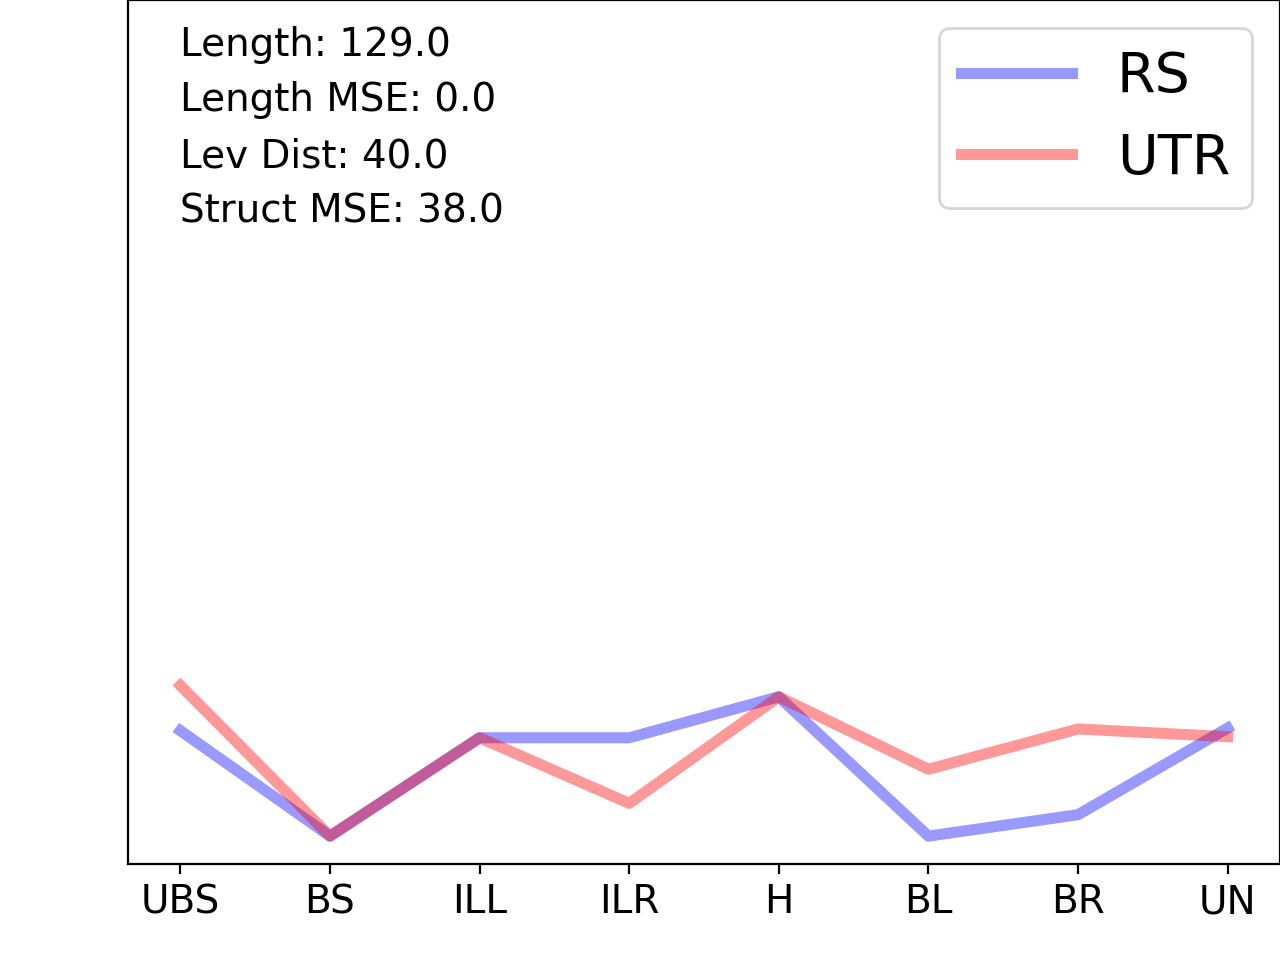 Length: 129.0
Length MSE: 0.0
Lev Dist: 40.0
Struct MSE: 38.0
RS
UTR
UBS BS ILL ILR H BL BR UN